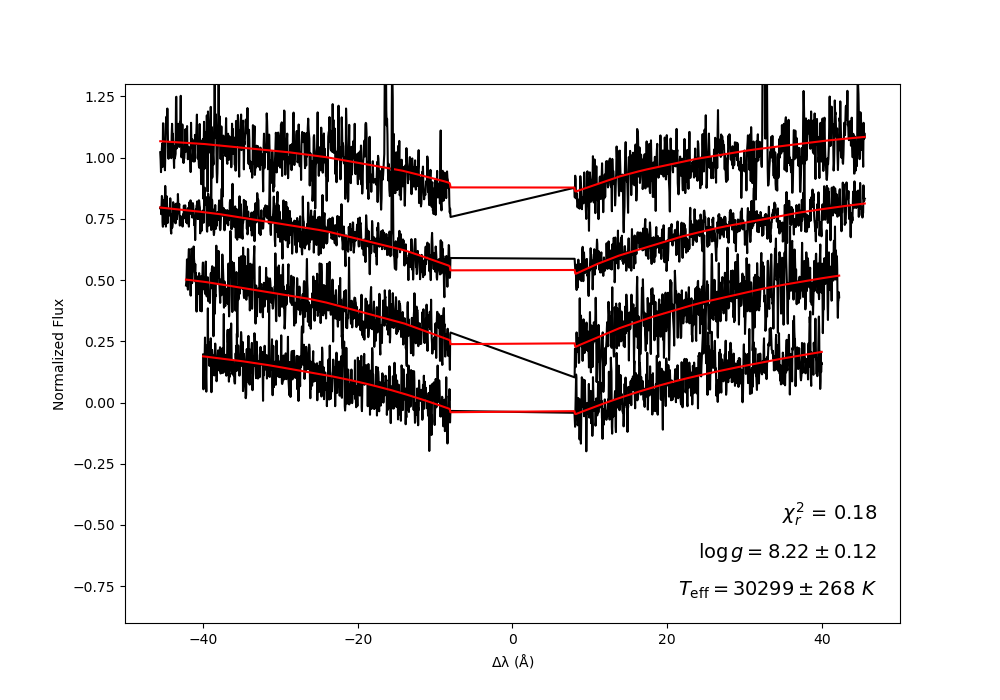 1.25
1.00
0.75
0.50
0.25
0.00
−0.25
−0.50
−0.75
Normalized Flux
χ²ᵣ = 0.18
log g = 8.22 ± 0.12
T_eff = 30299 ± 268 K
−40 −20 0 20 40
Δλ (Å)